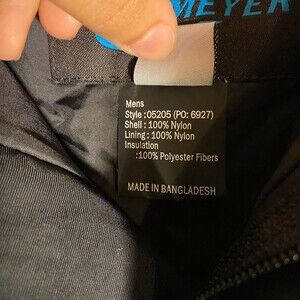 MEYER
Mens
Style :05205 (PO: 6927)
Shell : 100% Nylon
Lining : 100% Nylon
Insulation
:100% Polyester Fibers
MADE IN BANGLADESH